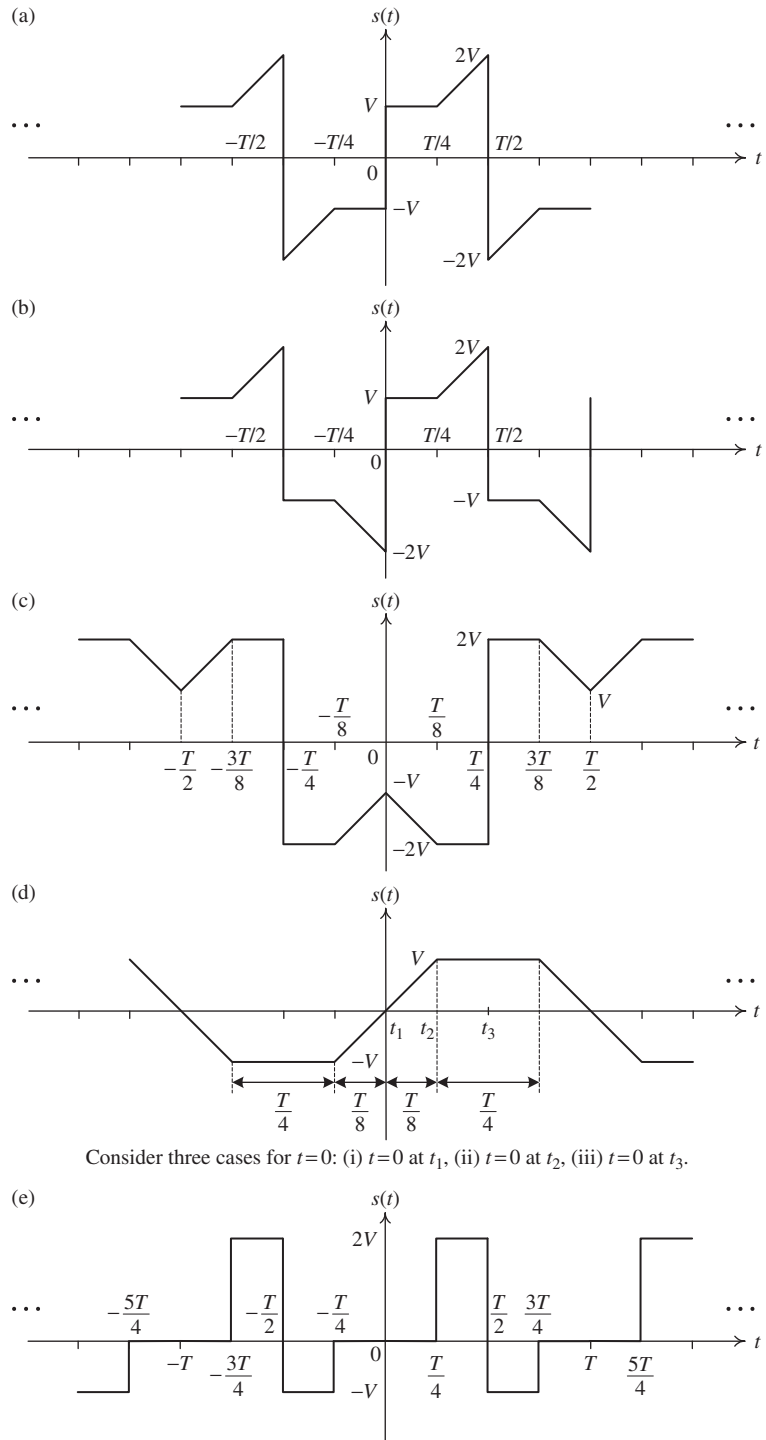 (a)
s(t)
2V
V
... −T/2 −T/4 T/4 T/2 ...
0 t
−V
−2V
(b)
s(t)
2V
V
... −T/2 −T/4 T/4 T/2 ...
0 t
−V
−2V
(c)
s(t)
2V
V
... −T/8 T/8 ...
0
−T/2 −3T/8 −T/4 T/4 3T/8 T/2
−V
−2V
(d)
s(t)
V
... ...
t
t₁ t₂ t₃
−V
T/4 T/8 T/8 T/4
Consider three cases for t=0: (i) t=0 at t₁, (ii) t=0 at t₂, (iii) t=0 at t₃.
(e)
s(t)
2V
... −5T/4 −T/2 −T/4 T/2 3T/4 ...
0 t
−T −3T/4 T/4 T 5T/4
−V